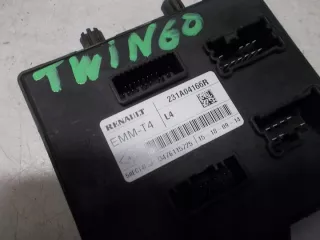 TWINGO
RENAULT
231A04166R
EMM-T4
L4